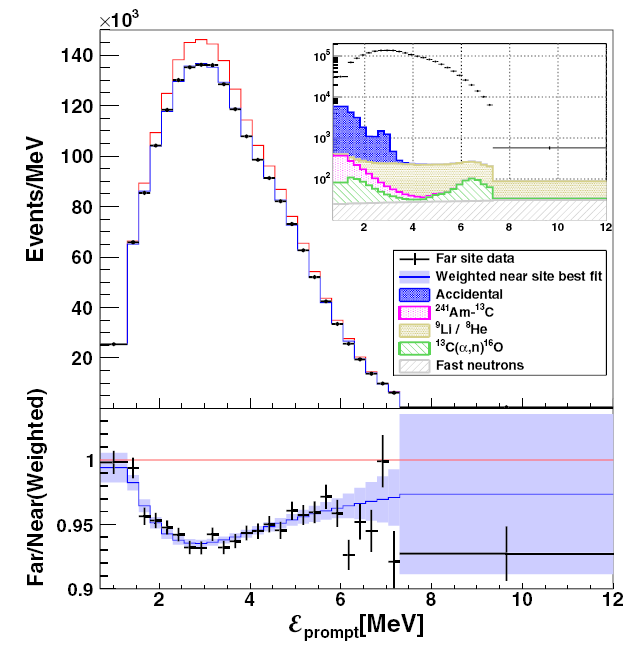 ×10³
140
120
100
80
60
40
20
Events/MeV
10⁵
10⁴
10³
10²
2 4 6 8 10 12
Far site data
Weighted near site best fit
Accidental
²⁴¹Am-¹³C
⁹Li / ⁸He
¹³C(α,n)¹⁶O
Fast neutrons
1
0.95
0.9
Far/Near(Weighted)
2 4 6 8 10 12
ℰprompt[MeV]